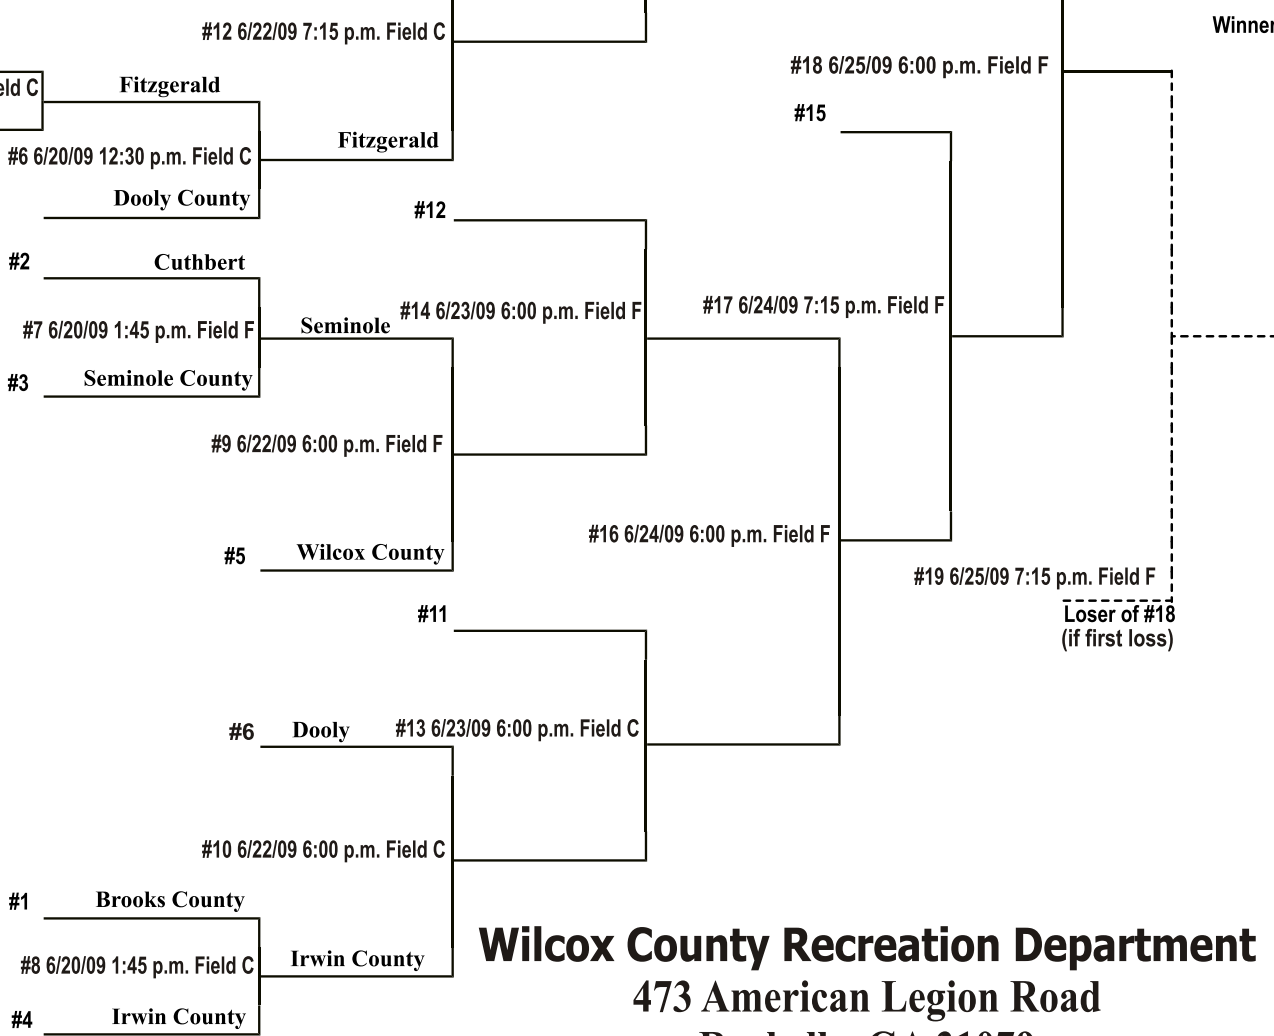 Winner
#12 6/22/09 7:15 p.m. Field C
#18 6/25/09 6:00 p.m. Field F
Fitzgerald
eld C
#15
Fitzgerald
#6 6/20/09 12:30 p.m. Field C
Dooly County
#12
#2
Cuthbert
#14 6/23/09 6:00 p.m. Field F
#17 6/24/09 7:15 p.m. Field F
#7 6/20/09 1:45 p.m. Field F
Seminole
#3
Seminole County
#9 6/22/09 6:00 p.m. Field F
#16 6/24/09 6:00 p.m. Field F
#5
Wilcox County
#19 6/25/09 7:15 p.m. Field F
Loser of #18
(if first loss)
#11
#6
Dooly
#13 6/23/09 6:00 p.m. Field C
#10 6/22/09 6:00 p.m. Field C
#1
Brooks County
#8 6/20/09 1:45 p.m. Field C
Irwin County
#4
Irwin County
Wilcox County Recreation Department
473 American Legion Road